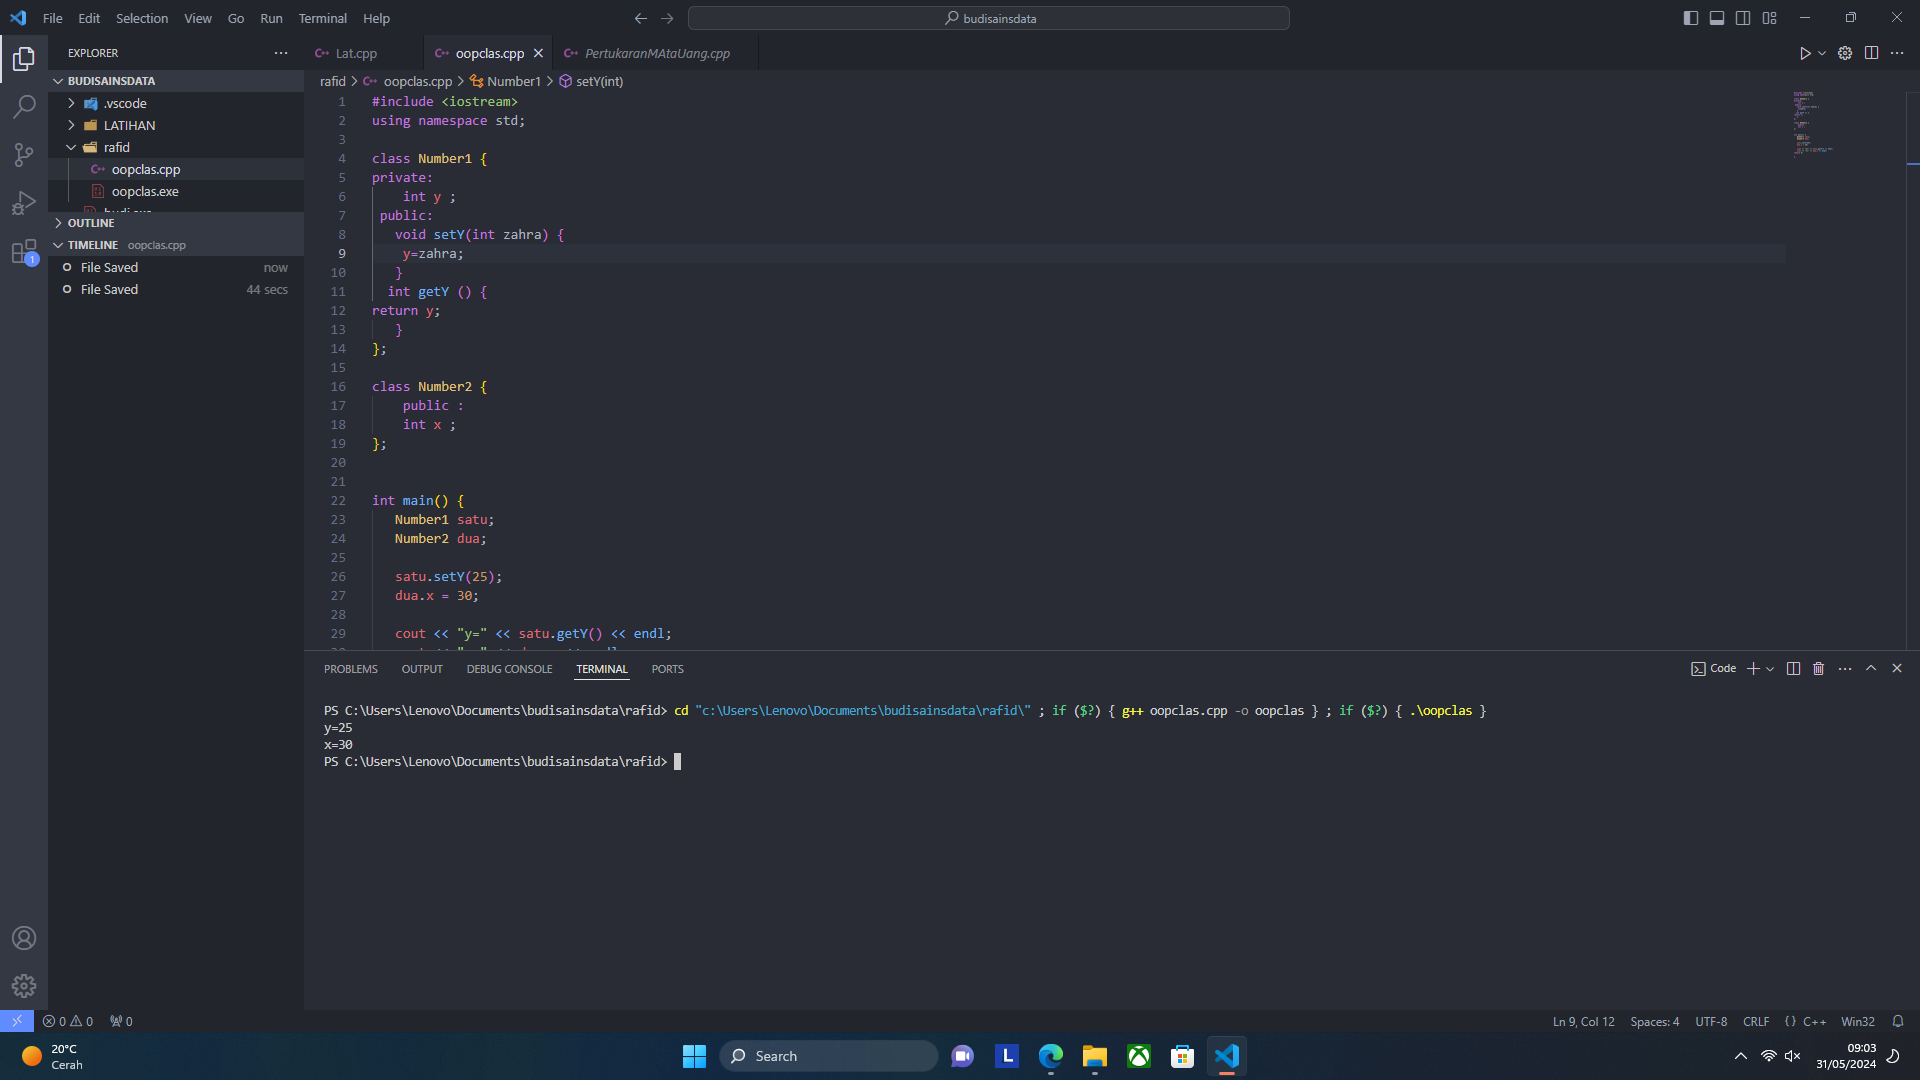 File Edit Selection View Go Run Terminal Help
budisainsdata
EXPLORER
Lat.cpp
oopclas.cpp
PertukaranMAtaUang.cpp
BUDISAINSDATA
.vscode
LATIHAN
rafid
oopclas.cpp
oopclas.exe
OUTLINE
TIMELINE oopclas.cpp
File Saved now
File Saved 44 secs
1
rafid > oopclas.cpp > Number1 > setY(int)
1 #include <iostream>
2 using namespace std;
3
4 class Number1 {
5 private:
6 int y ;
7 public:
8 void setY(int zahra) {
9 y=zahra;
10 }
11 int getY () {
12 return y;
13 }
14 };
15
16 class Number2 {
17 public :
18 int x ;
19 };
20
21
22 int main() {
23 Number1 satu;
24 Number2 dua;
25
26 satu.setY(25);
27 dua.x = 30;
28
29 cout << "y=" << satu.getY() << endl;
PROBLEMS OUTPUT DEBUG CONSOLE TERMINAL PORTS
Code
PS C:\Users\Lenovo\Documents\budisainsdata\rafid> cd "c:\Users\Lenovo\Documents\budisainsdata\rafid\" ; if ($?) { g++ oopclas.cpp -o oopclas } ; if ($?) { .\oopclas }
y=25
x=30
PS C:\Users\Lenovo\Documents\budisainsdata\rafid>
0 0 0
Ln 9, Col 12 Spaces: 4 UTF-8 CRLF {} C++ Win32
20°C
Cerah
Search
L
09:03
31/05/2024